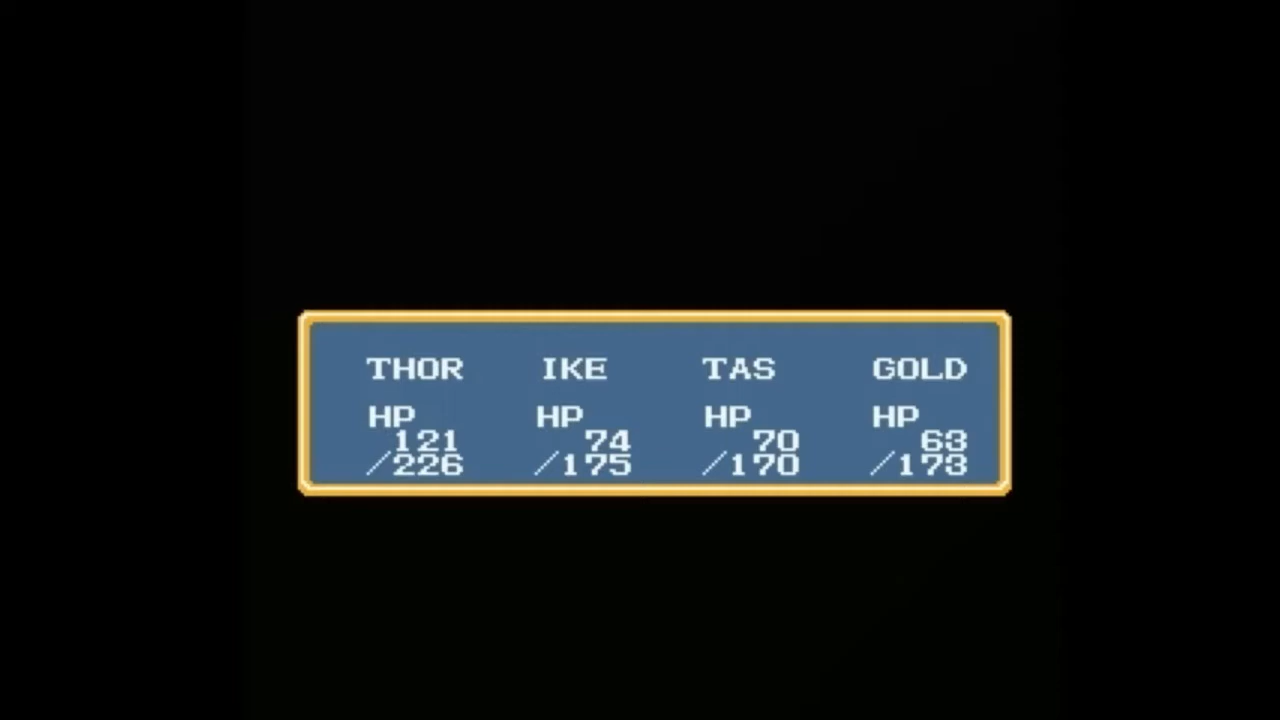 THOR IKE TAS GOLD
HP HP HP HP
121 74 70 63
/226 /175 /170 /173